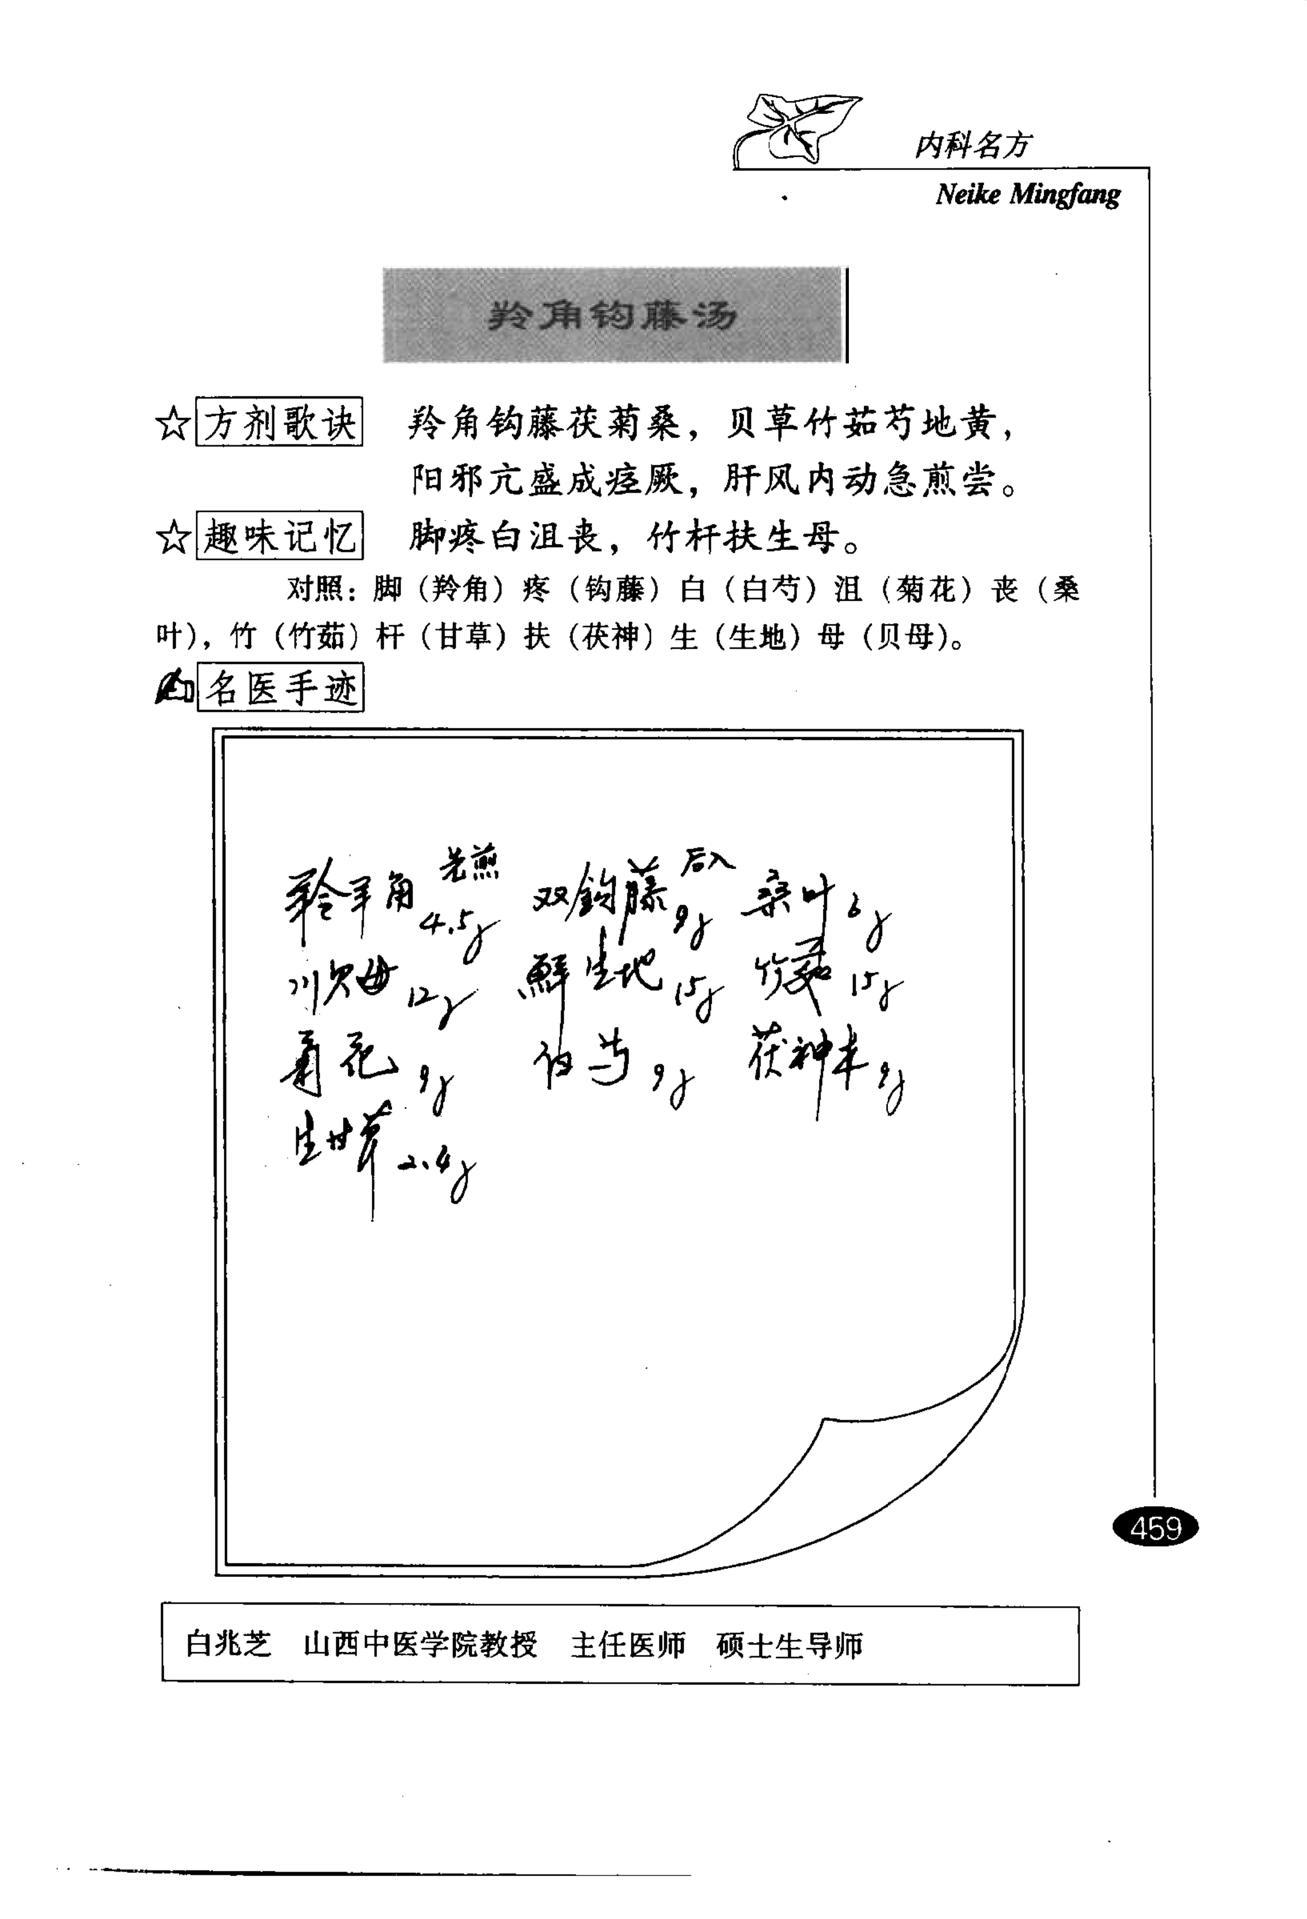 内科名方
Neike Mingfang
羚角钩藤汤
☆方剂歌诀 羚角钩藤茯菊桑，贝草竹茹芍地黄，
阳邪亢盛成痉厥，肝风内动急煎尝。
☆趣味记忆 脚疼白沮丧，竹杆扶生母。
对照：脚（羚角）疼（钩藤）白（白芍）沮（菊花）丧（桑
叶），竹（竹茹）杆（甘草）扶（茯神）生（生地）母（贝母）。
名医手迹
羚羊角 先煎 4.5g 双钩藤 后入 9g 桑叶 6g
川贝母 12g 鲜生地 15g 竹茹 15g
菊花 9g 白芍 9g 茯神木 9g
生甘草 2.4g
459
白兆芝 山西中医学院教授 主任医师 硕士生导师